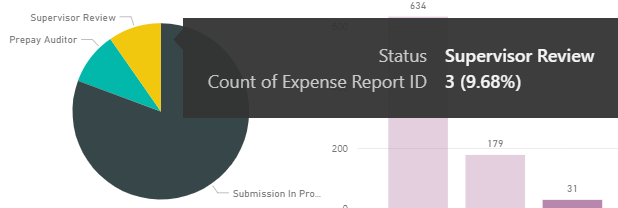 634
Supervisor Review
Prepay Auditor
Status Supervisor Review
Count of Expense Report ID 3 (9.68%)
200
179
31
Submission In Pro...
0